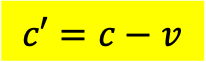 c′ = c − v